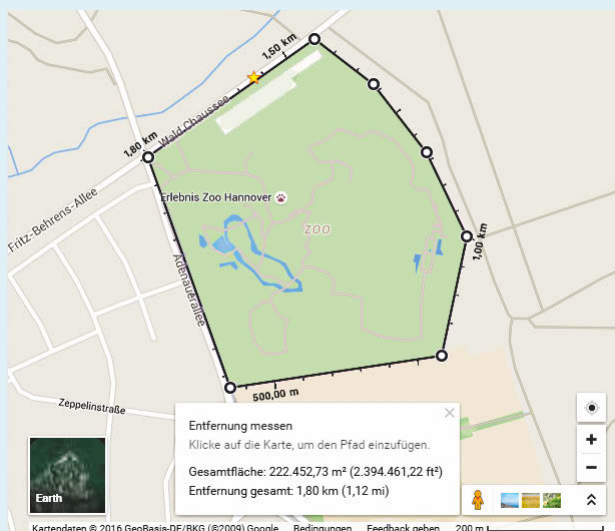 1,50 km
1,80 km
Wald Chaussee
Erlebnis Zoo Hannover
ZOO
Fritz-Behrens-Allee
Adenauerallee
1,00 km
500,00 m
Zeppelinstraße
Entfernung messen
Klicke auf die Karte, um den Pfad einzufügen.
Gesamtfläche: 222.452,73 m² (2.394.461,22 ft²)
Entfernung gesamt: 1,80 km (1,12 mi)
Earth
Kartendaten © 2016 GeoBasis-DE/BKG (©2009) Google Bedingungen Feedback geben 200 m